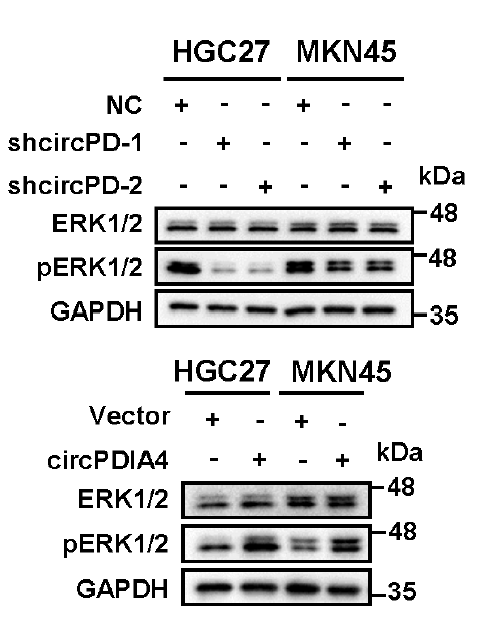 HGC27 MKN45
NC + - - + - -
shcircPD-1 - + - - + -
shcircPD-2 - - + - - + kDa
ERK1/2 48
pERK1/2 48
GAPDH 35
HGC27 MKN45
Vector + - + -
circPDIA4 - + - + kDa
ERK1/2 48
pERK1/2 48
GAPDH 35